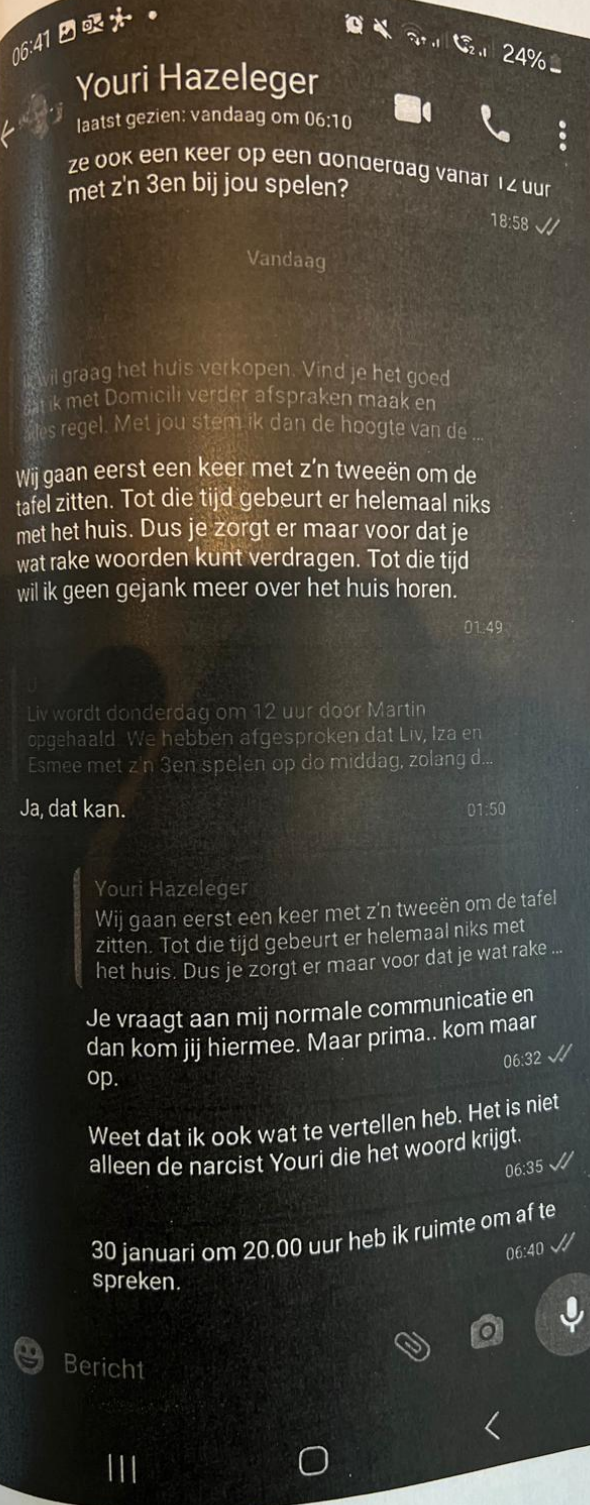 06:41
24%
Youri Hazeleger
laatst gezien: vandaag om 06:10
ze ook een keer op een donderdag vanaf 12 uur
met z'n 3en bij jou spelen?
18:58
Vandaag
wil graag het huis verkopen. Vind je het goed
dat ik met Domicili verder afspraken maak en
alles regel. Met jou stem ik dan de hoogte van de ...
Wij gaan eerst een keer met z'n tweeën om de
tafel zitten. Tot die tijd gebeurt er helemaal niks
met het huis. Dus je zorgt er maar voor dat je
wat rake woorden kunt verdragen. Tot die tijd
wil ik geen gejank meer over het huis horen.
01:49
Liv wordt donderdag om 12 uur door Martin
opgehaald. We hebben afgesproken dat Liv, Iza en
Esmee met z'n 3en spelen op do middag, zolang d...
Ja, dat kan.
01:50
Youri Hazeleger
Wij gaan eerst een keer met z'n tweeën om de tafel
zitten. Tot die tijd gebeurt er helemaal niks met
het huis. Dus je zorgt er maar voor dat je wat rake ...
Je vraagt aan mij normale communicatie en
dan kom jij hiermee. Maar prima.. kom maar
op.
06:32
Weet dat ik ook wat te vertellen heb. Het is niet
alleen de narcist Youri die het woord krijgt.
06:35
30 januari om 20.00 uur heb ik ruimte om af te
spreken.
06:40
Bericht